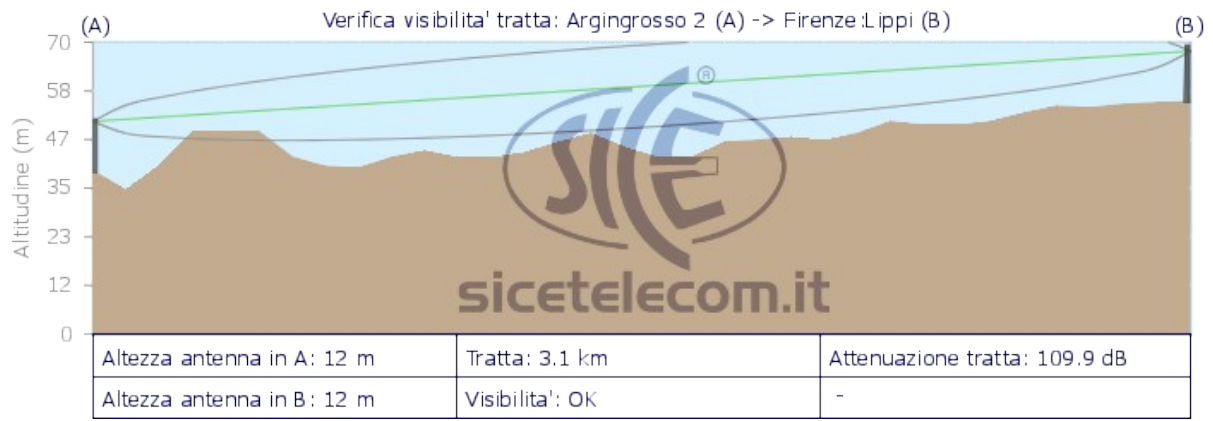 Verifica visibilita' tratta: Argingrosso 2 (A) -> Firenze:Lippi (B)
(A)
(B)
70
58
47
35
23
12
0
Altitudine (m)
®
SICE
sicetelecom.it
Altezza antenna in A: 12 m
Tratta: 3.1 km
Attenuazione tratta: 109.9 dB
Altezza antenna in B: 12 m
Visibilita': OK
-